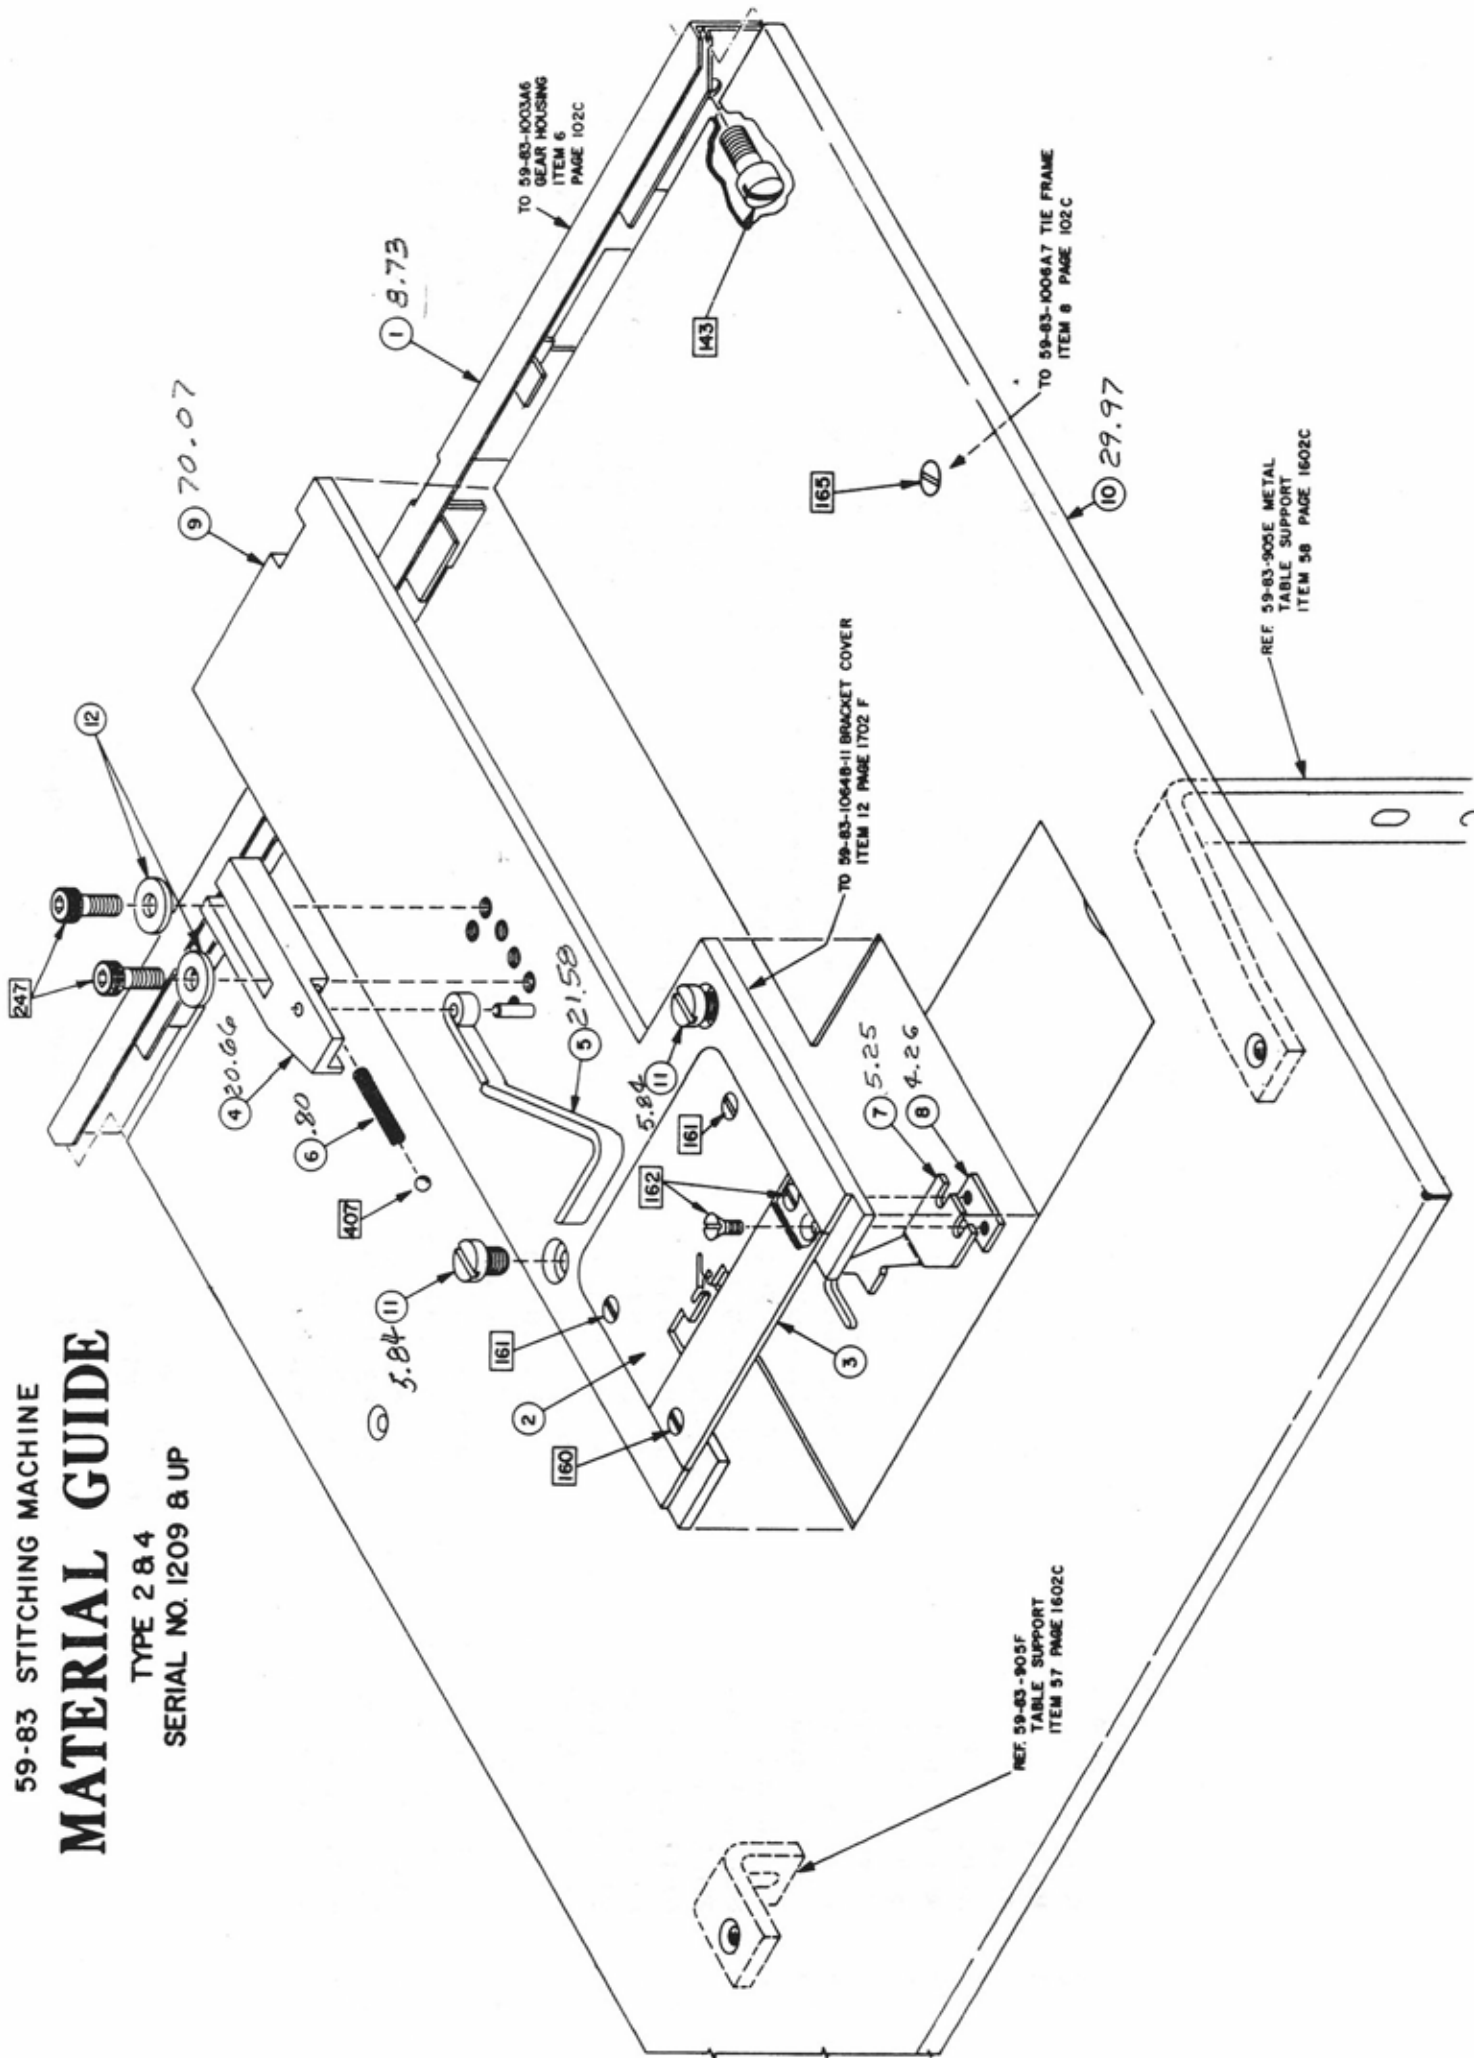 59-83 STITCHING MACHINE
MATERIAL GUIDE
TYPE 2 & 4
SERIAL NO. 1209 & UP
247
12
9 70.07
1 8.73
TO 59-83-1003A6
GEAR HOUSING
ITEM 6
PAGE 102C
4 20.66
6 .80
407
5 21.58
143
11 5.84
5.84 11
161
161
162
2
160
3
7 5.25
8 4.26
165
TO 59-83-1006A7 TIE FRAME
ITEM 8 PAGE 102C
10 29.97
TO 59-83-1064B-11 BRACKET COVER
ITEM 12 PAGE 1702 F
REF. 59-83-905E METAL
TABLE SUPPORT
ITEM 58 PAGE 1602C
REF. 59-83-905F
TABLE SUPPORT
ITEM 57 PAGE 1602C